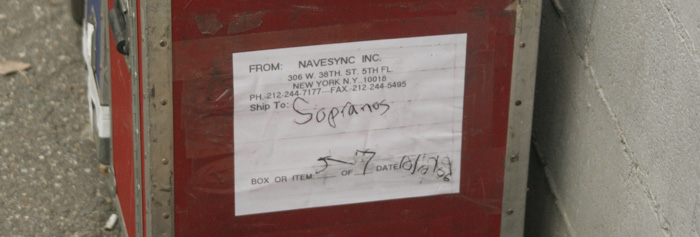 FROM: NAVESYNC INC.
306 W. 38TH. ST. 5TH FL.
NEW YORK N.Y. 10018
PH.-212-244-7177---FAX.-212-244-5495
Ship To: Sopranos
BOX OR ITEM 5 OF 7 DATE